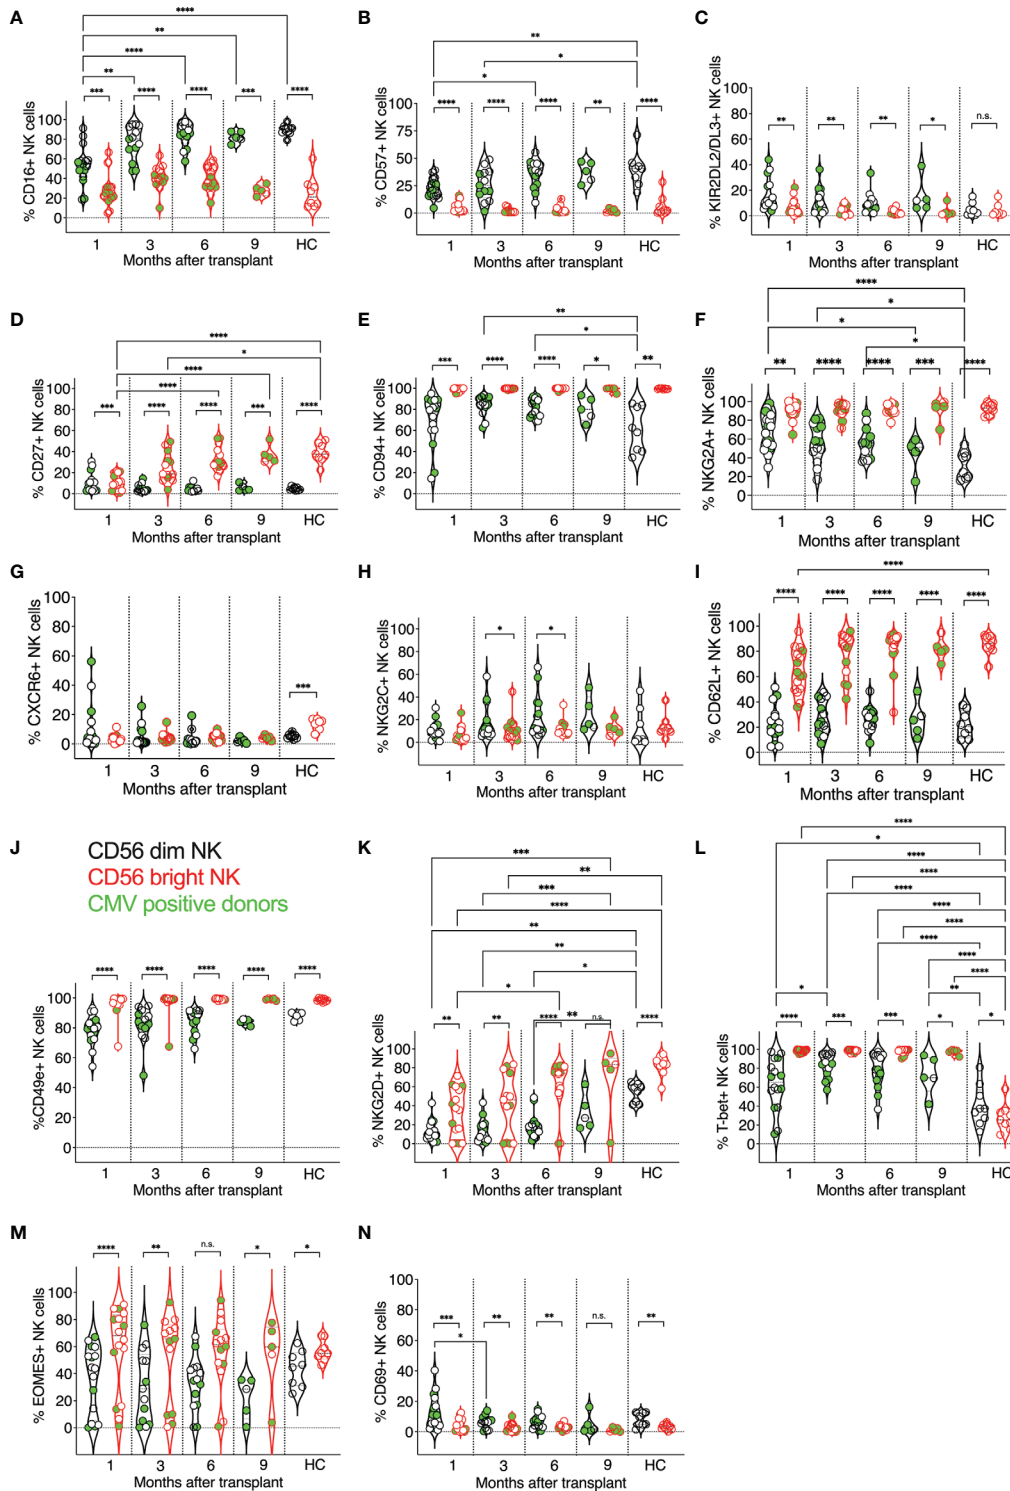 A
****
**
****
**
*** **** **** *** ****
% CD16+ NK cells
120
100
80
60
40
20
0
1 3 6 9 HC
Months after transplant
B
**
*
*
**** **** **** ** ****
% CD57+ NK cells
100
75
50
25
0
1 3 6 9 HC
Months after transplant
C
% KIR2DL2/DL3+ NK cells
100
80
60
40
20
0
** ** ** * n.s.
1 3 6 9 HC
Months after transplant
D
****
*
****
****
*** **** **** *** ****
% CD27+ NK cells
100
80
60
40
20
0
1 3 6 9 HC
Months after transplant
E
**
*
*** **** **** * **
% CD94+ NK cells
100
80
60
40
20
0
1 3 6 9 HC
Months after transplant
F
****
*
*
*
** **** **** *** ****
% NKG2A+ NK cells
100
80
60
40
20
0
1 3 6 9 HC
Months after transplant
G
% CXCR6+ NK cells
100
80
60
40
20
0
***
1 3 6 9 HC
Months after transplant
H
% NKG2C+ NK cells
100
80
60
40
20
0
* *
1 3 6 9 HC
Months after transplant
I
****
**** **** **** **** ****
% CD62L+ NK cells
100
80
60
40
20
0
1 3 6 9 HC
Months after transplant
J
CD56 dim NK
CD56 bright NK
CMV positive donors
**** **** **** **** ****
%CD49e+ NK cells
100
80
60
40
20
0
1 3 6 9 HC
Months after transplant
K
***
**
***
****
**
**
*
*
**
** ** **** n.s. ****
% NKG2D+ NK cells
100
80
60
40
20
0
1 3 6 9 HC
Months after transplant
L
****
*
****
****
****
****
****
****
****
**
*
**** *** *** * *
% T-bet+ NK cells
100
80
60
40
20
0
1 3 6 9 HC
Months after transplant
M
**** ** n.s. * *
% EOMES+ NK cells
100
80
60
40
20
0
1 3 6 9 HC
Months after transplant
N
% CD69+ NK cells
100
80
60
40
20
0
*** ** ** n.s. **
*
1 3 6 9 HC
Months after transplant